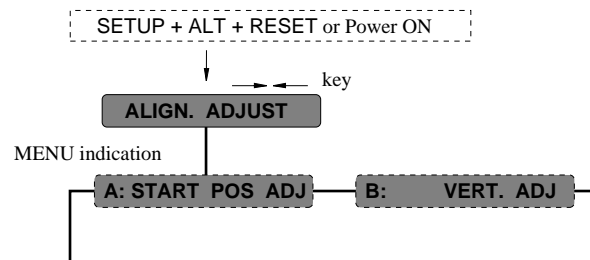 SETUP + ALT + RESET or Power ON
key
ALIGN. ADJUST
MENU indication
A: START POS ADJ
B: VERT. ADJ